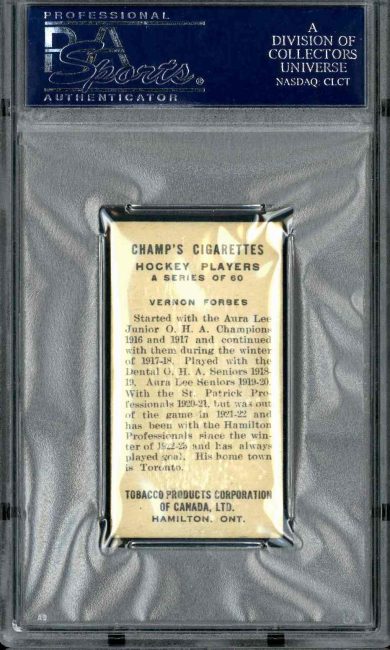 PROFESSIONAL
PSA
Sports
AUTHENTICATOR
A
DIVISION OF
COLLECTORS
UNIVERSE
NASDAQ: CLCT
CHAMP'S CIGARETTES
HOCKEY PLAYERS
A SERIES OF 60
VERNON FORBES
Started with the Aura Lee
Junior O. H. A. Champions
1916 and 1917 and continued
with them during the winter
of 1917-18. Played with the
Dental O. H. A. Seniors 1918-
19. Aura Lee Seniors 1919-20.
With the St. Patrick Pro-
fessionals 1920-21, but was out
of the game in 1921-22 and
has been with the Hamilton
Professionals since the win-
ter of 1922-23 and has always
played goal. His home town
is Toronto.
TOBACCO PRODUCTS CORPORATION
OF CANADA, LTD.
HAMILTON, ONT.